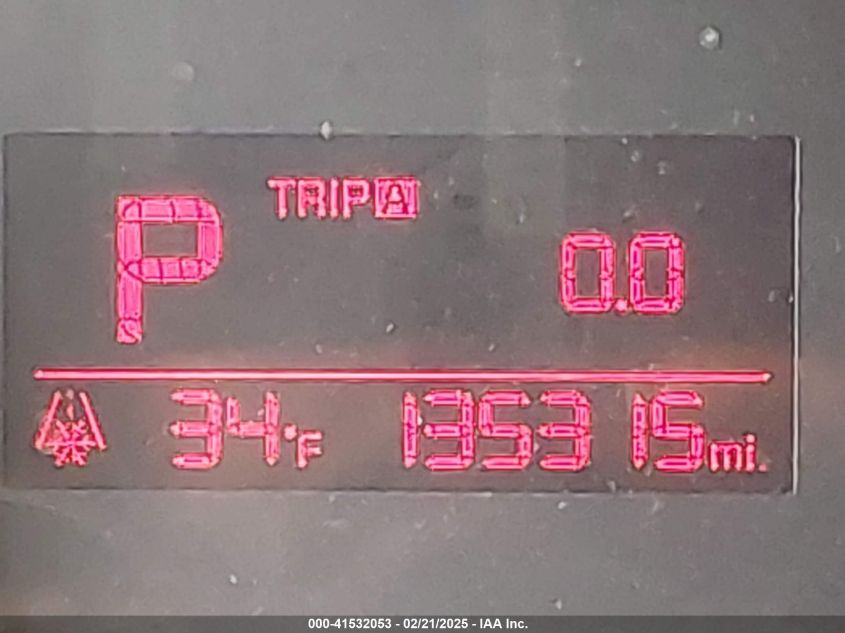 TRIP A
P
0.0
34°F 135315 mi.
000-41532053 - 02/21/2025 - IAA Inc.